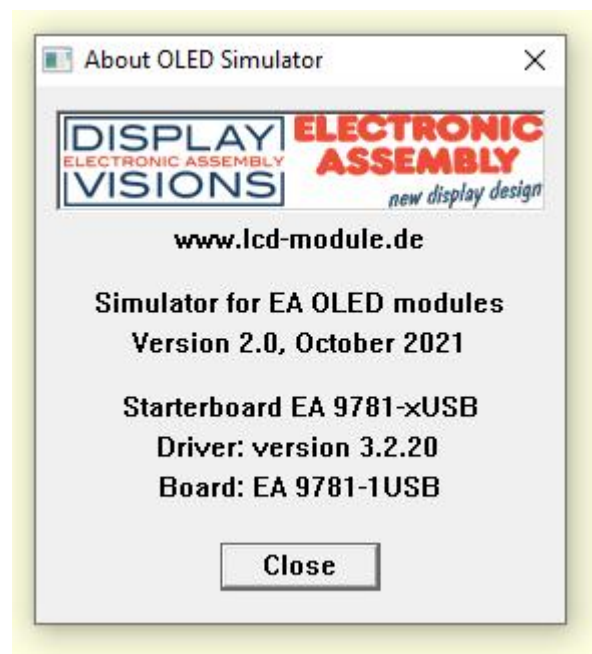 About OLED Simulator
DISPLAY
ELECTRONIC ASSEMBLY
VISIONS
ELECTRONIC
ASSEMBLY
new display design
www.lcd-module.de
Simulator for EA OLED modules
Version 2.0, October 2021
Starterboard EA 9781-xUSB
Driver: version 3.2.20
Board: EA 9781-1USB
Close